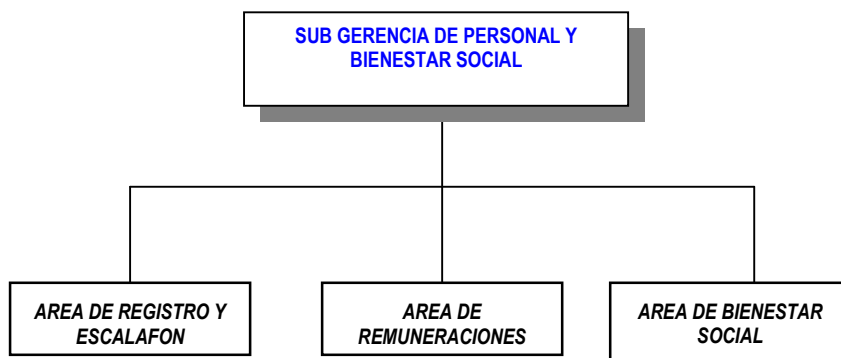 SUB GERENCIA DE PERSONAL Y
BIENESTAR SOCIAL
AREA DE REGISTRO Y
ESCALAFON
AREA DE
REMUNERACIONES
AREA DE BIENESTAR
SOCIAL